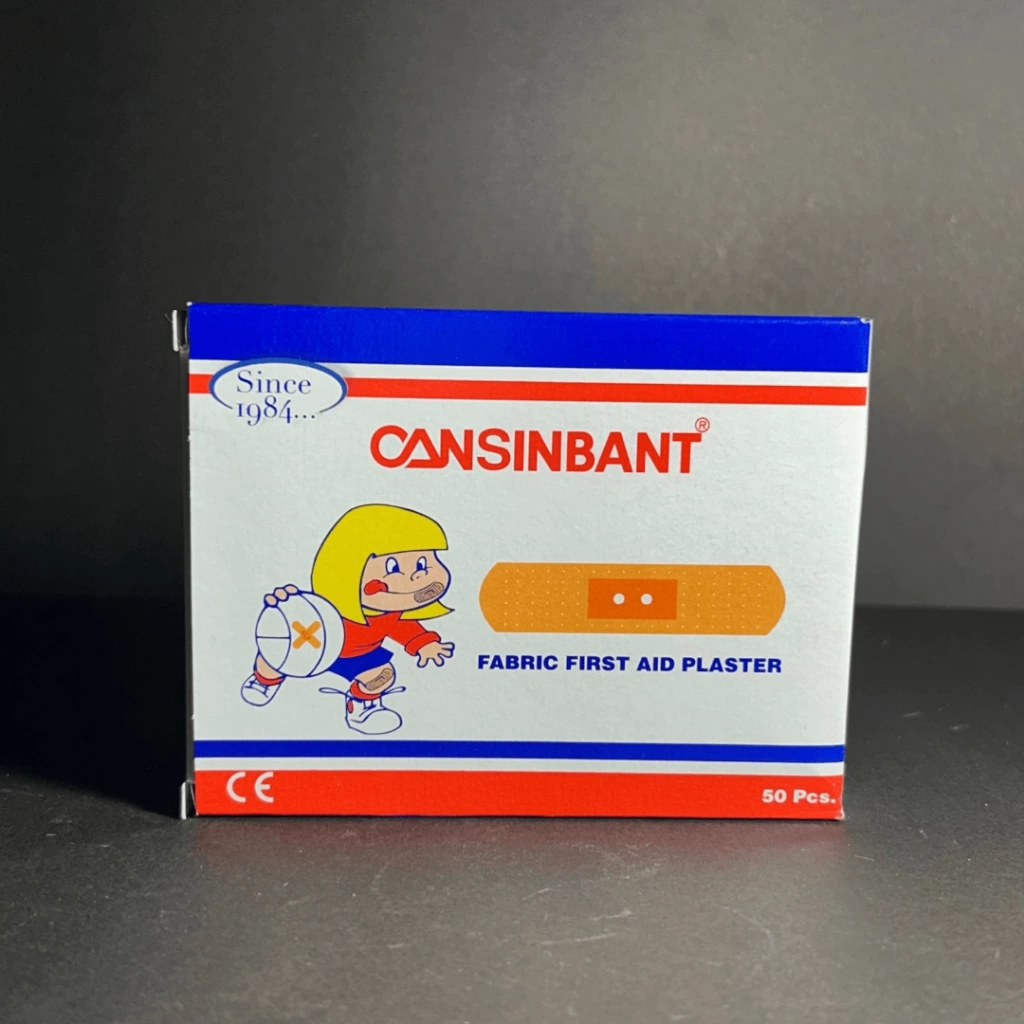 Since
1984...
CANSINBANT®
FABRIC FIRST AID PLASTER
CE
50 Pcs.